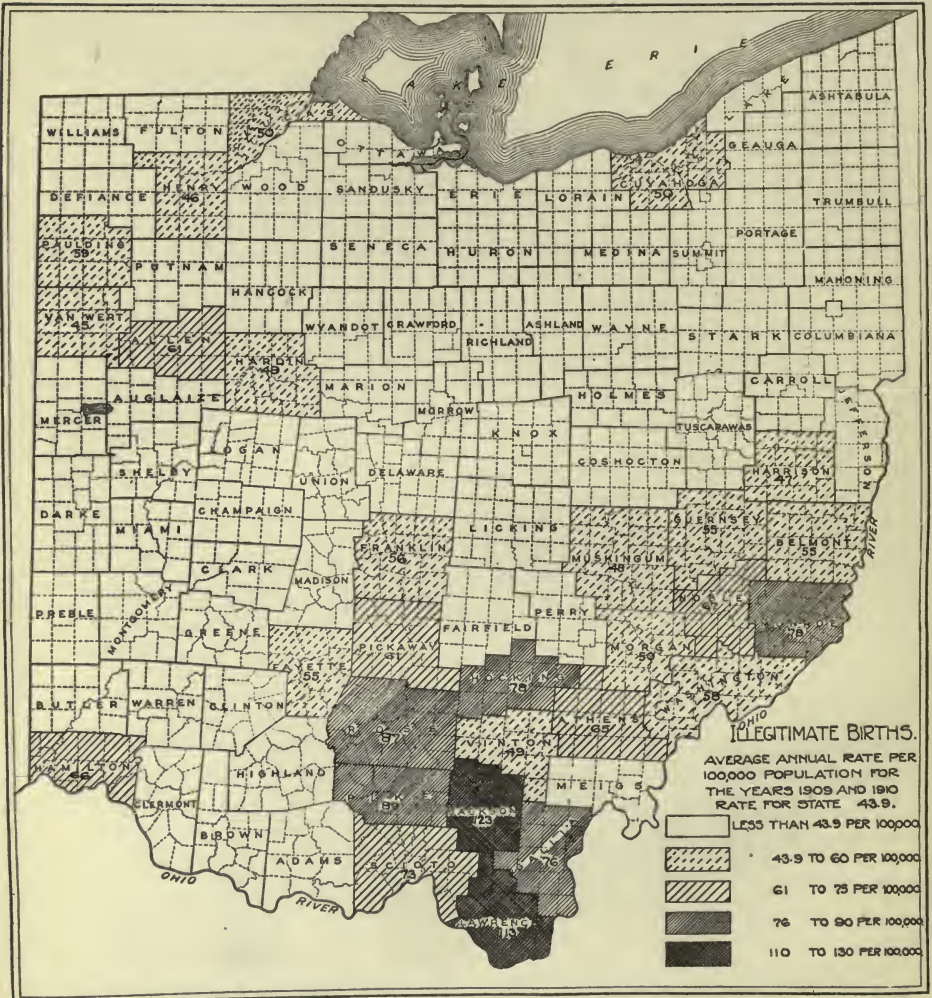 LAKE
ERIE
LAKE
ASHTABULA
WILLIAMS
FULTON
50
OTTAWA
GEAUGA
CUYAHOGA
50
HENRY
46
WOOD
SANDUSKY
ERIE
LORAIN
DEFIANCE
TRUMBULL
PAULDING
59
PUTNAM
SENECA
HURON
MEDINA
SUMMIT
PORTAGE
MAHONING
HANCOCK
VAN WERT
45
ALLEN
61
WYANDOT
CRAWFORD
RICHLAND
ASHLAND
WAYNE
STARK
COLUMBIANA
HARDIN
MARION
HOLMES
CARROLL
AUGLAIZE
MERCER
MORROW
KNOX
TUSCARAWAS
JEFFERSON
LOGAN
UNION
DELAWARE
COSHOCTON
HARRISON
47
SHELBY
DARKE
CHAMPAIGN
MIAMI
LICKING
GUERNSEY
55
BELMONT
55
RIVER
FRANKLIN
56
MUSKINGUM
48
CLARK
MADISON
NOBLE
MONROE
78
PREBLE
MONTGOMERY
GREENE
PERRY
FAIRFIELD
PICKAWAY
61
MORGAN
50
FAYETTE
55
HOCKING
78
WASHINGTON
58
BUTLER
WARREN
CLINTON
ROSS
87
ATHENS
65
OHIO
VINTON
49
HAMILTON
66
HIGHLAND
MEIGS
CLERMONT
PIKE
89
JACKSON
123
BROWN
ADAMS
SCIOTO
73
GALLIA
76
OHIO
RIVER
LAWRENCE
113
ILLEGITIMATE BIRTHS.
AVERAGE ANNUAL RATE PER
100,000 POPULATION FOR
THE YEARS 1909 AND 1910
RATE FOR STATE 43.9.
LESS THAN 43.9 PER 100,000.
43.9 TO 60 PER 100,000.
61 TO 75 PER 100,000.
76 TO 90 PER 100,000.
110 TO 130 PER 100,000.